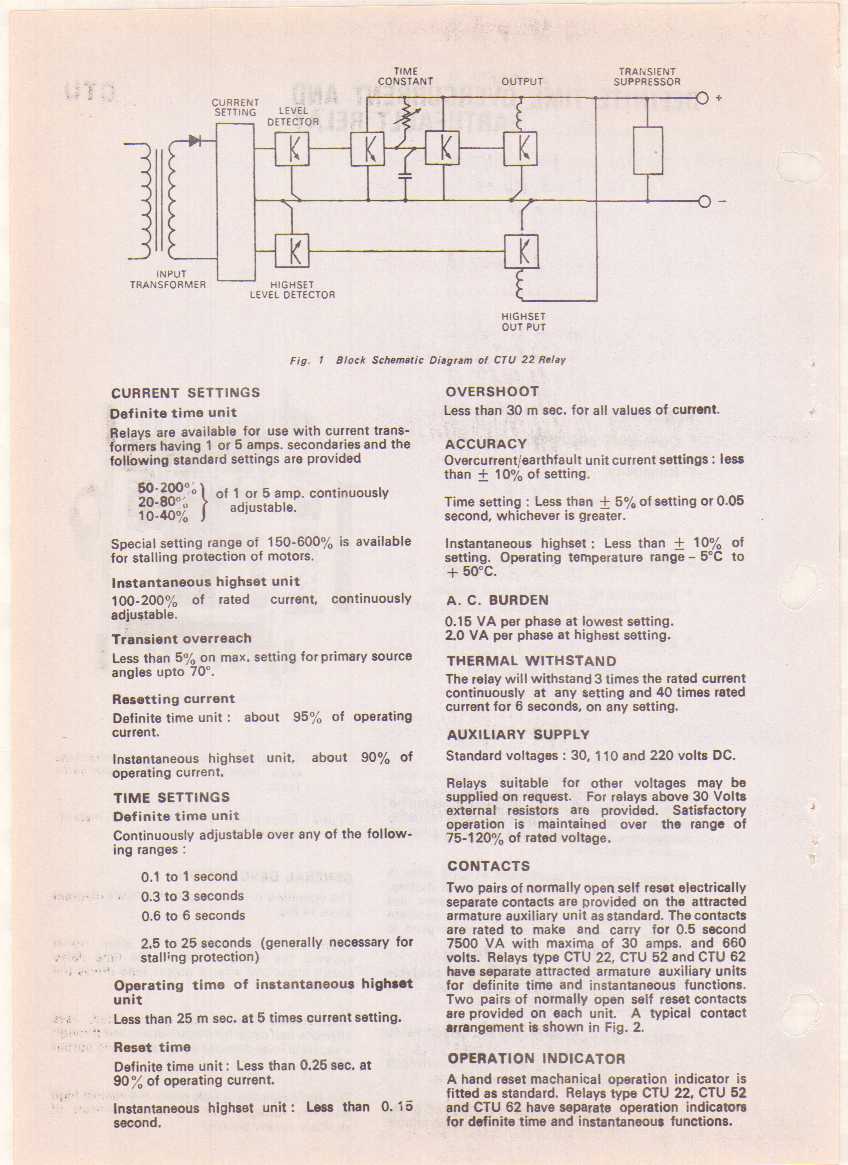 TIME
CONSTANT
OUTPUT
TRANSIENT
SUPPRESSOR
CURRENT
SETTING
LEVEL
DETECTOR
+
−
INPUT
TRANSFORMER
HIGHSET
LEVEL DETECTOR
HIGHSET
OUT PUT
Fig. 1 Block Schematic Diagram of CTU 22 Relay
CURRENT SETTINGS
Definite time unit
Relays are available for use with current trans-
formers having 1 or 5 amps. secondaries and the
following standard settings are provided
50-200%
20-80%
10-40%
of 1 or 5 amp. continuously
adjustable.
Special setting range of 150-600% is available
for stalling protection of motors.
Instantaneous highset unit
100-200% of rated current, continuously
adjustable.
Transient overreach
Less than 5% on max. setting for primary source
angles upto 70°.
Resetting current
Definite time unit : about 95% of operating
current.
Instantaneous highset unit, about 90% of
operating current.
TIME SETTINGS
Definite time unit
Continuously adjustable over any of the follow-
ing ranges :
0.1 to 1 second
0.3 to 3 seconds
0.6 to 6 seconds
2.5 to 25 seconds (generally necessary for
stalling protection)
Operating time of instantaneous highset
unit
Less than 25 m sec. at 5 times current setting.
Reset time
Definite time unit : Less than 0.25 sec. at
90% of operating current.
Instantaneous highset unit : Less than 0.15
second.
OVERSHOOT
Less than 30 m sec. for all values of current.
ACCURACY
Overcurrent/earthfault unit current settings : less
than ± 10% of setting.
Time setting : Less than ± 5% of setting or 0.05
second, whichever is greater.
Instantaneous highset : Less than ± 10% of
setting. Operating temperature range – 5°C to
+ 50°C.
A. C. BURDEN
0.15 VA per phase at lowest setting.
2.0 VA per phase at highest setting.
THERMAL WITHSTAND
The relay will withstand 3 times the rated current
continuously at any setting and 40 times rated
current for 6 seconds, on any setting.
AUXILIARY SUPPLY
Standard voltages : 30, 110 and 220 volts DC.
Relays suitable for other voltages may be
supplied on request. For relays above 30 Volts
external resistors are provided. Satisfactory
operation is maintained over the range of
75-120% of rated voltage.
CONTACTS
Two pairs of normally open self reset electrically
separate contacts are provided on the attracted
armature auxiliary unit as standard. The contacts
are rated to make and carry for 0.5 second
7500 VA with maxima of 30 amps. and 660
volts. Relays type CTU 22, CTU 52 and CTU 62
have separate attracted armature auxiliary units
for definite time and instantaneous functions.
Two pairs of normally open self reset contacts
are provided on each unit. A typical contact
arrangement is shown in Fig. 2.
OPERATION INDICATOR
A hand reset machanical operation indicator is
fitted as standard. Relays type CTU 22, CTU 52
and CTU 62 have separate operation indicators
for definite time and instantaneous functions.